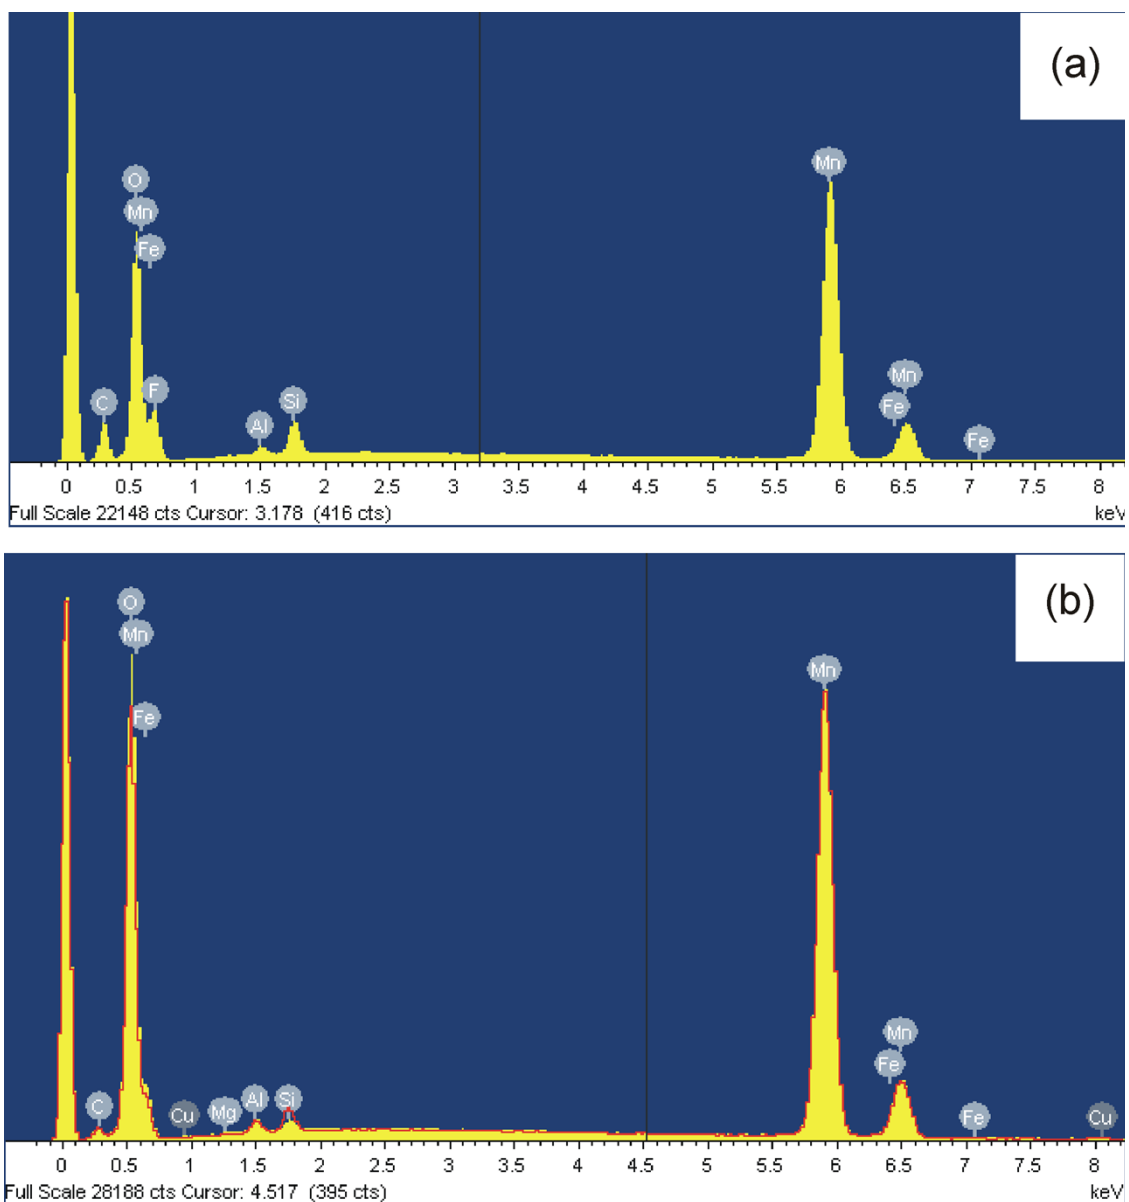 (a)
O
Mn
Mn
Fe
C
F
Al
Si
Mn
Fe
Fe
0 0.5 1 1.5 2 2.5 3 3.5 4 4.5 5 5.5 6 6.5 7 7.5 8
Full Scale 22148 cts Cursor: 3.178 (416 cts)
keV
(b)
O
Mn
Mn
Fe
Mn
Fe
C
Cu
Mg
Al
Si
Fe
Cu
0 0.5 1 1.5 2 2.5 3 3.5 4 4.5 5 5.5 6 6.5 7 7.5 8
Full Scale 28188 cts Cursor: 4.517 (395 cts)
keV